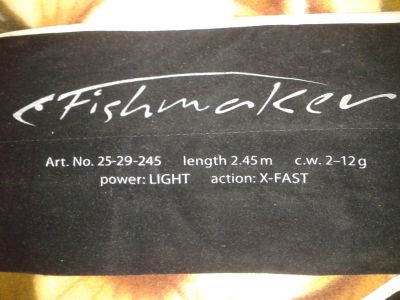 Fishmaker
Art. No. 25-29-245 length 2.45 m c.w. 2–12 g
power: LIGHT action: X-FAST